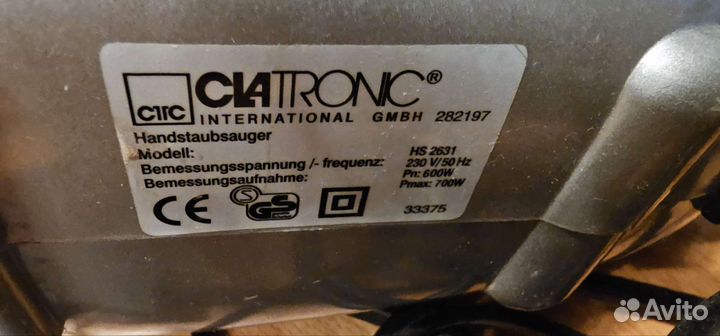 CTC CLATRONIC®
INTERNATIONAL GMBH 282197
Handstaubsauger
Modell: HS 2631
Bemessungsspannung /- frequenz: 230 V/50 Hz
Bemessungsaufnahme: Pn: 600W
Pmax: 700W
CE S GS 33375
Avito